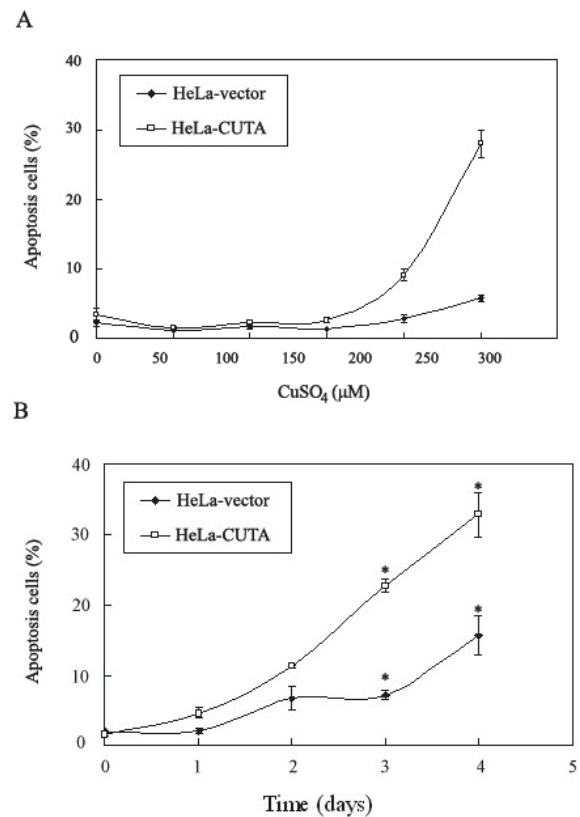 A
40
30
20
10
0
Apoptosis cells (%)
HeLa-vector
HeLa-CUTA
0 50 100 150 200 250 300
CuSO₄ (μM)
B
40
30
20
10
0
Apoptosis cells (%)
HeLa-vector
HeLa-CUTA
* * * *
0 1 2 3 4 5
Time (days)